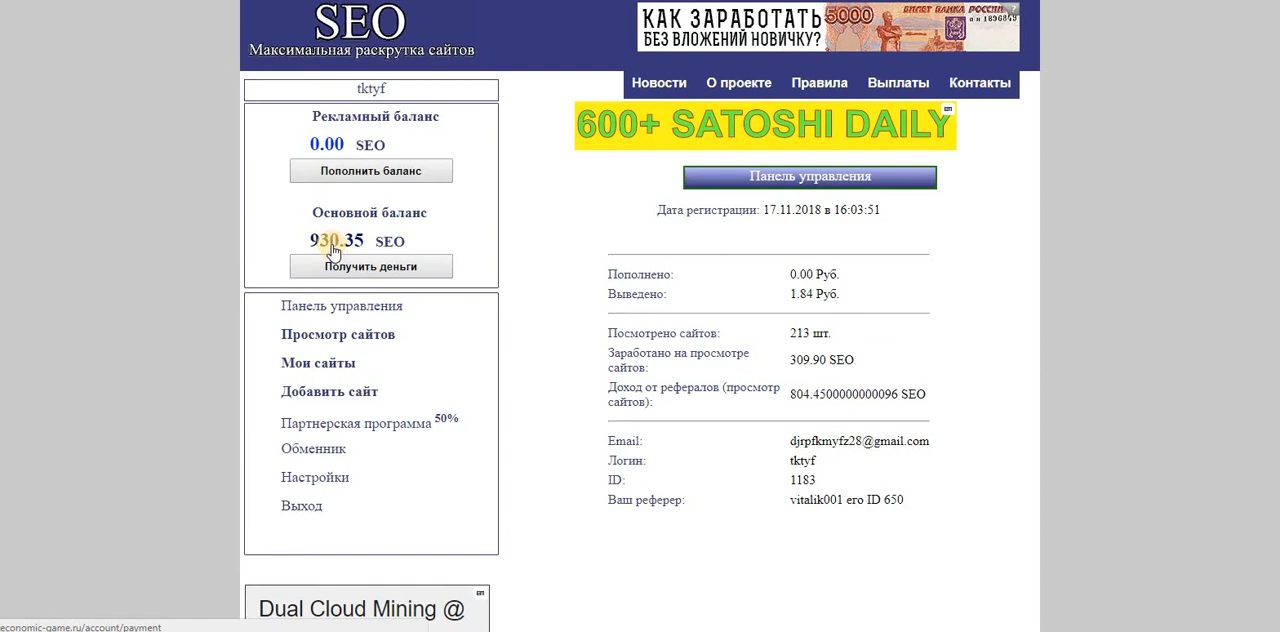 SEO
Максимальная раскрутка сайтов
КАК ЗАРАБОТАТЬ
БЕЗ ВЛОЖЕНИЙ НОВИЧКУ?
БИЛЕТ БАНКА РОССИИ
5000
Новости О проекте Правила Выплаты Контакты
tktyf
Рекламный баланс
0.00 SEO
Пополнить баланс
Основной баланс
930.35 SEO
Получить деньги
Панель управления
Просмотр сайтов
Мои сайты
Добавить сайт
Партнерская программа 50%
Обменник
Настройки
Выход
Dual Cloud Mining @
600+ SATOSHI DAILY
Панель управления
Дата регистрации: 17.11.2018 в 16:03:51
Пополнено: 0.00 Руб.
Выведено: 1.84 Руб.
Посмотрено сайтов: 213 шт.
Заработано на просмотре
сайтов: 309.90 SEO
Доход от рефералов (просмотр
сайтов): 804.4500000000096 SEO
Email: djrpfkmyfz28@gmail.com
Логин: tktyf
ID: 1183
Ваш реферер: vitalik001 его ID 650
economic-game.ru/account/payment